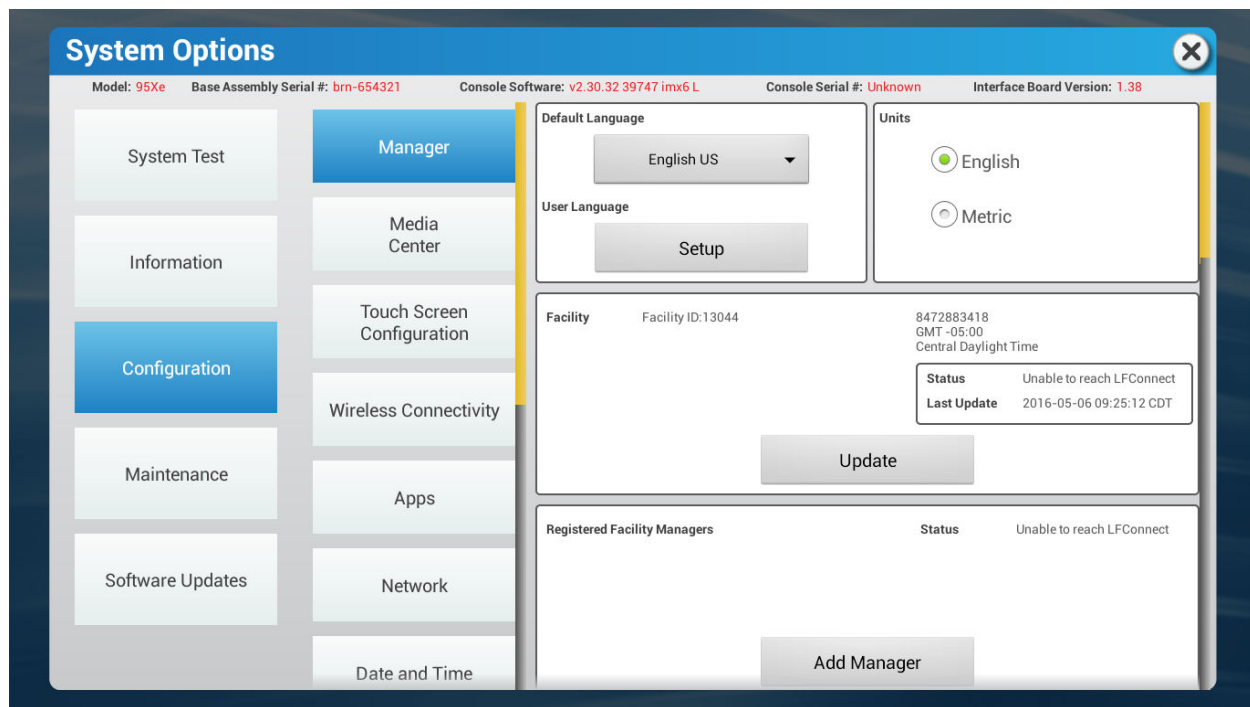 System Options
Model: 95Xe Base Assembly Serial #: brn-654321 Console Software: v2.30.32 39747 imx6 L Console Serial #: Unknown Interface Board Version: 1.38
System Test
Information
Configuration
Maintenance
Software Updates
Manager
Media
Center
Touch Screen
Configuration
Wireless Connectivity
Apps
Network
Date and Time
Default Language
English US
User Language
Setup
Units
English
Metric
Facility Facility ID:13044
8472883418
GMT -05:00
Central Daylight Time
Status Unable to reach LFConnect
Last Update 2016-05-06 09:25:12 CDT
Update
Registered Facility Managers Status Unable to reach LFConnect
Add Manager